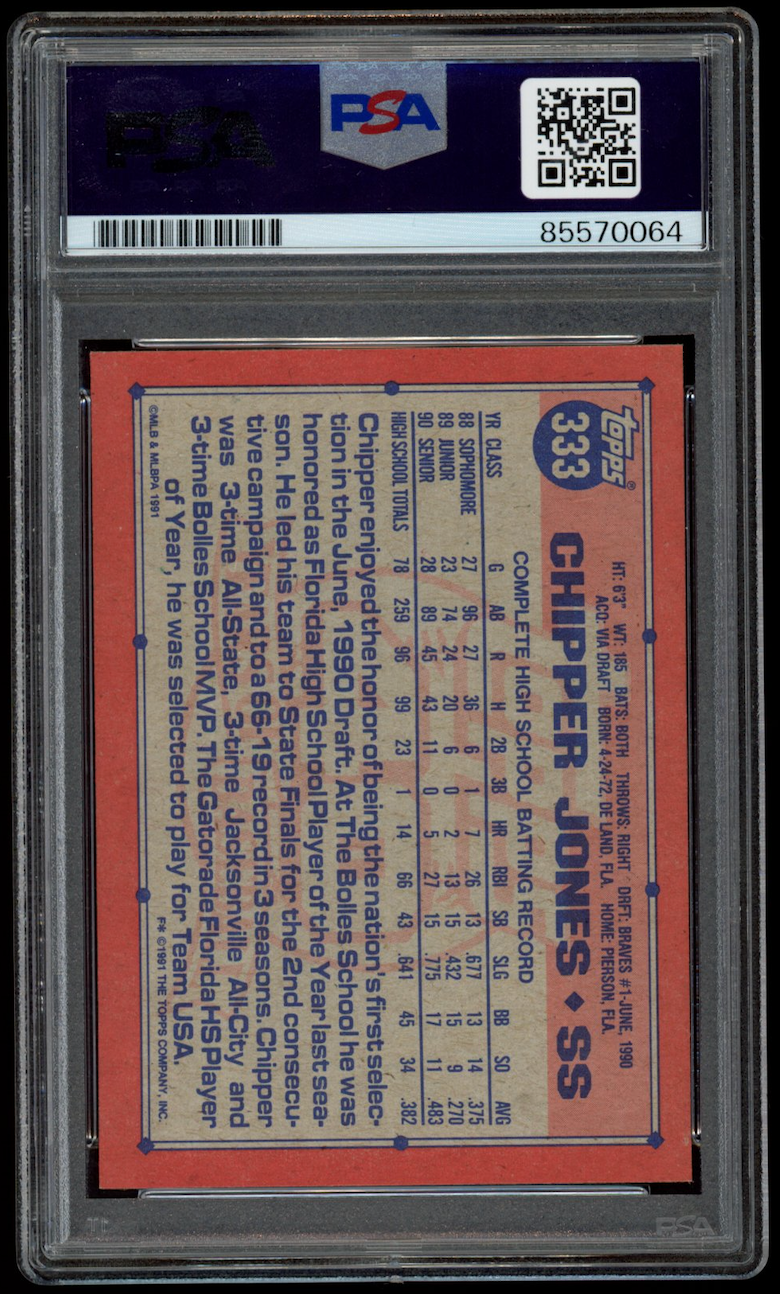 PSA
PSA
85570064
topps®
333
HT: 6'3" WT: 185 BATS: BOTH THROWS: RIGHT DRFT: BRAVES #1-JUNE, 1990
ACQ: VIA DRAFT BORN: 4-24-72, DE LAND, FLA. HOME: PIERSON, FLA.
CHIPPER JONES ♦ SS
COMPLETE HIGH SCHOOL BATTING RECORD
YR CLASS G AB R H 2B 3B HR RBI SB SLG BB SO AVG
88 SOPHOMORE 27 96 27 36 6 1 7 26 13 .677 13 14 .375
89 JUNIOR 23 74 24 20 6 0 2 13 15 .432 15 9 .270
90 SENIOR 28 89 45 43 11 0 5 27 15 .775 17 11 .483
HIGH SCHOOL TOTALS 78 259 96 99 23 1 14 66 43 .641 45 34 .382
Chipper enjoyed the honor of being the nation's first selec-
tion in the June, 1990 Draft. At The Bolles School he was
honored as Florida High School Player of the Year last sea-
son. He led his team to State Finals for the 2nd consecu-
tive campaign and to a 66-19 record in 3 seasons. Chipper
was 3-time All-State, 3-time Jacksonville All-City and
3-time Bolles School MVP. The Gatorade Florida HS Player
of Year, he was selected to play for Team USA.
©MLB & MLBPA 1991
F* ©1991 THE TOPPS COMPANY, INC.
PSA